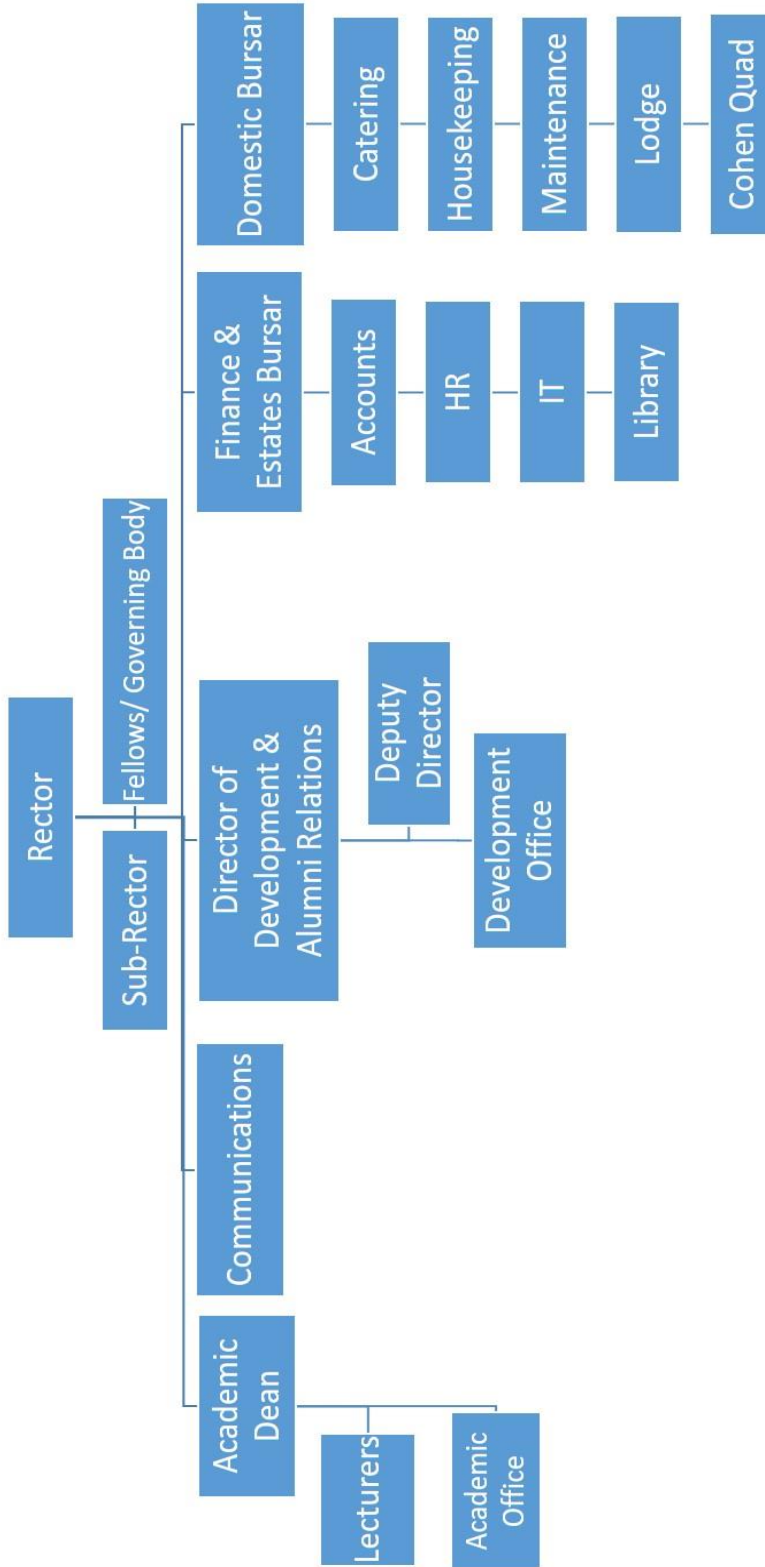 Rector
Sub-Rector
Fellows/ Governing Body
Academic
Dean
Communications
Director of
Development &
Alumni Relations
Finance &
Estates Bursar
Domestic Bursar
Lecturers
Academic
Office
Deputy
Director
Development
Office
Accounts
HR
IT
Library
Catering
Housekeeping
Maintenance
Lodge
Cohen Quad